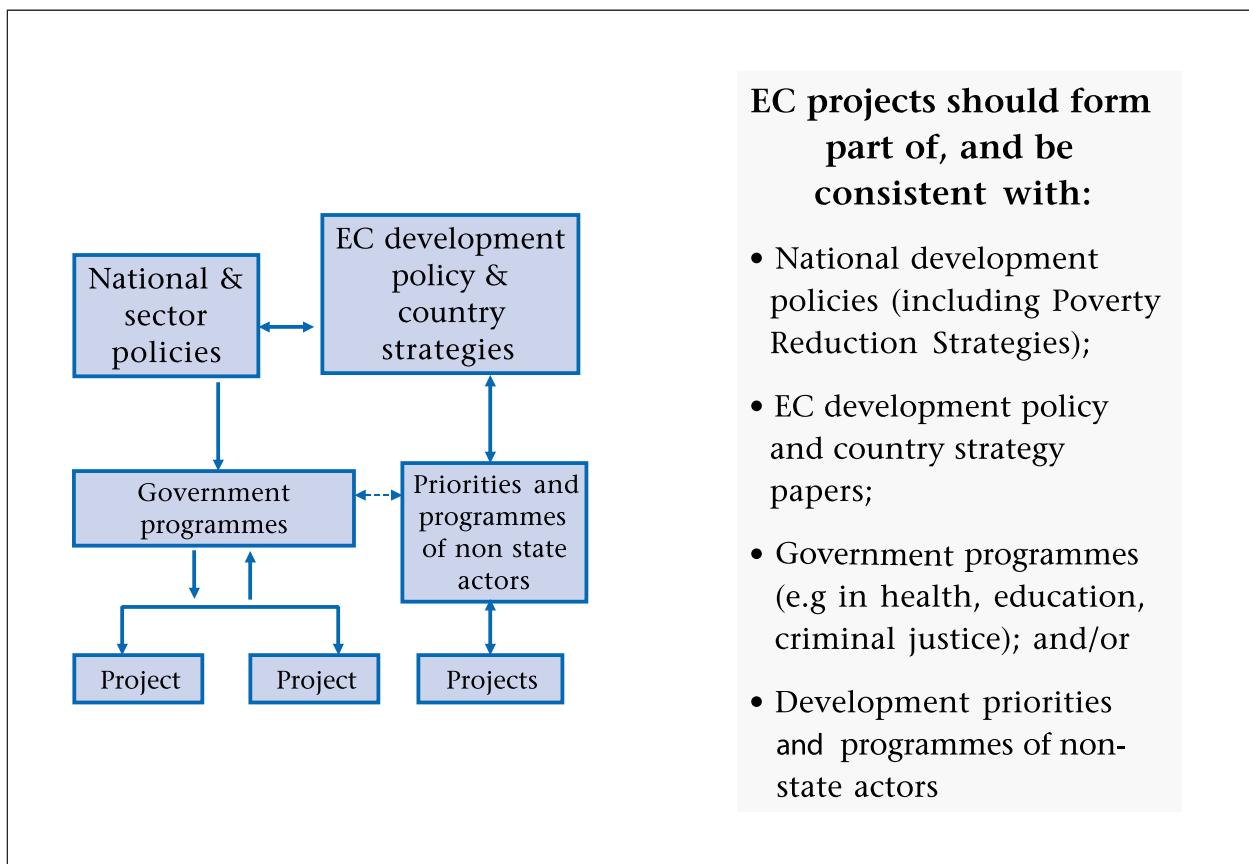 National &
sector
policies
EC development
policy &
country
strategies
Government
programmes
Priorities and
programmes
of non state
actors
Project
Project
Projects
EC projects should form
part of, and be
consistent with:
• National development
policies (including Poverty
Reduction Strategies);
• EC development policy
and country strategy
papers;
• Government programmes
(e.g in health, education,
criminal justice); and/or
• Development priorities
and programmes of non-
state actors